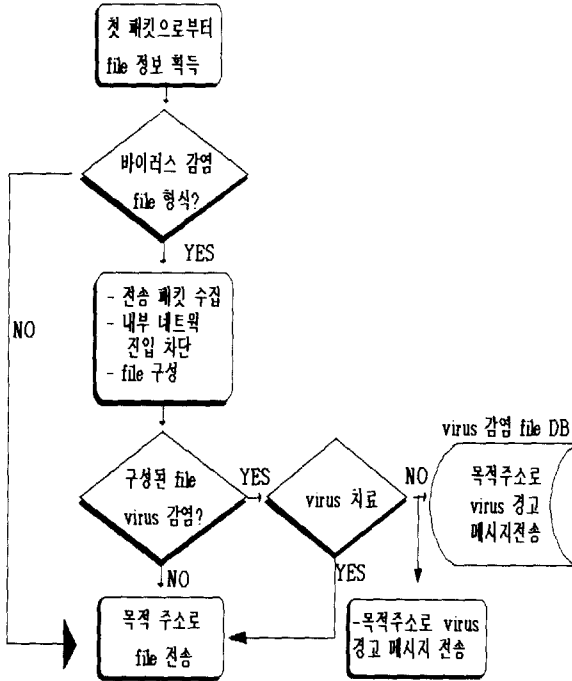 첫 패킷으로부터
file 정보 획득
바이러스 감염
file 형식?
YES
NO
- 전송 패킷 수집
- 내부 네트웍
진입 차단
- file 구성
구성된 file
virus 감염?
YES
NO
virus 치료
NO
YES
virus 감염 file DB
목적주소로
virus 경고
메시지전송
목적 주소로
file 전송
-목적주소로 virus
경고 메시지 전송